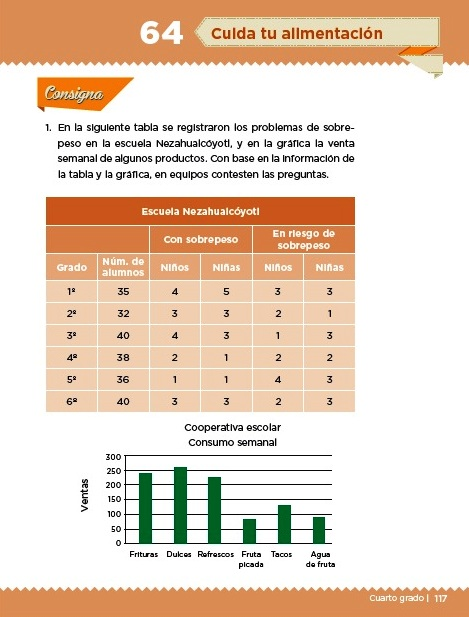 64 Cuida tu alimentación
Consigna
1. En la siguiente tabla se registraron los problemas de sobre-
peso en la escuela Nezahualcóyotl, y en la gráfica la venta
semanal de algunos productos. Con base en la información de
la tabla y la gráfica, en equipos contesten las preguntas.
Escuela Nezahualcóyotl
Con sobrepeso En riesgo de
sobrepeso
Grado Núm. de
alumnos Niños Niñas Niños Niñas
1º 35 4 5 3 3
2º 32 3 3 2 1
3º 40 4 3 1 3
4º 38 2 1 2 2
5º 36 1 1 4 3
6º 40 3 3 2 3
Cooperativa escolar
Consumo semanal
Ventas
300
250
200
150
100
50
0
Frituras Dulces Refrescos Fruta
picada Tacos Agua
de fruta
Cuarto grado | 117